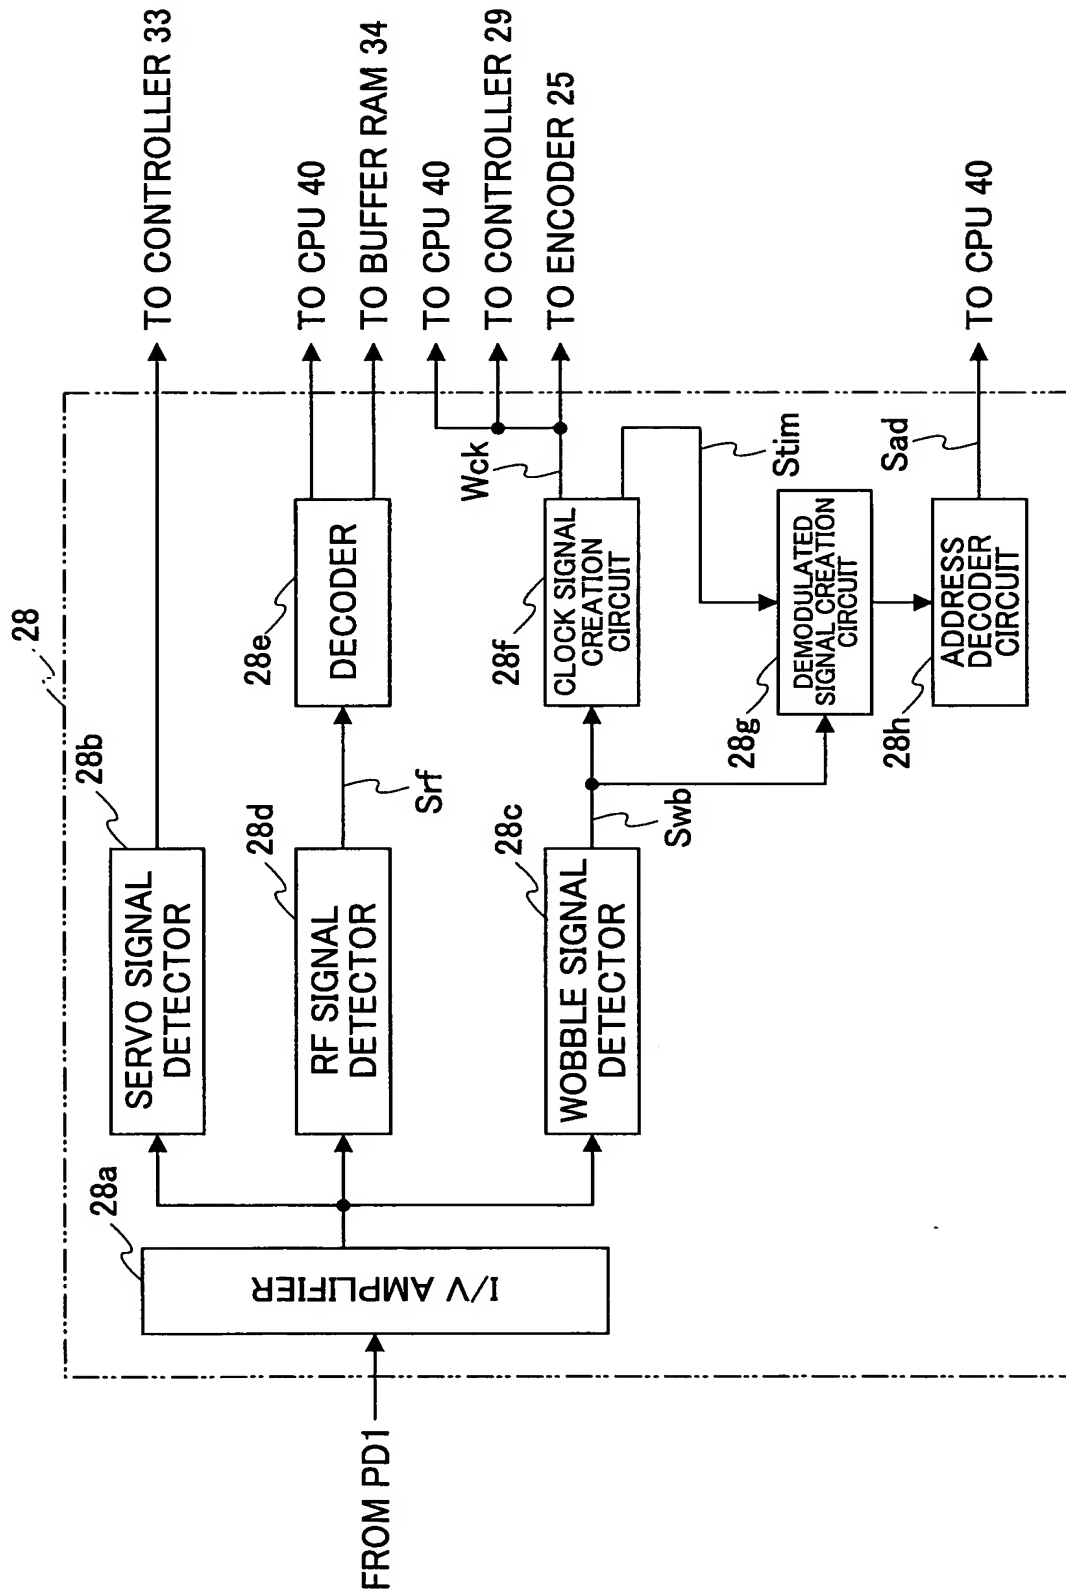 28
FROM PD1
28a
I/V AMPLIFIER
28b
SERVO SIGNAL
DETECTOR
TO CONTROLLER 33
28d
RF SIGNAL
DETECTOR
Srf
28e
DECODER
TO CPU 40
TO BUFFER RAM 34
28c
WOBBLE SIGNAL
DETECTOR
Swb
28f
CLOCK SIGNAL
CREATION
CIRCUIT
Wck
TO CPU 40
TO CONTROLLER 29
TO ENCODER 25
Stim
28g
DEMODULATED
SIGNAL CREATION
CIRCUIT
28h
ADDRESS
DECODER
CIRCUIT
Sad
TO CPU 40